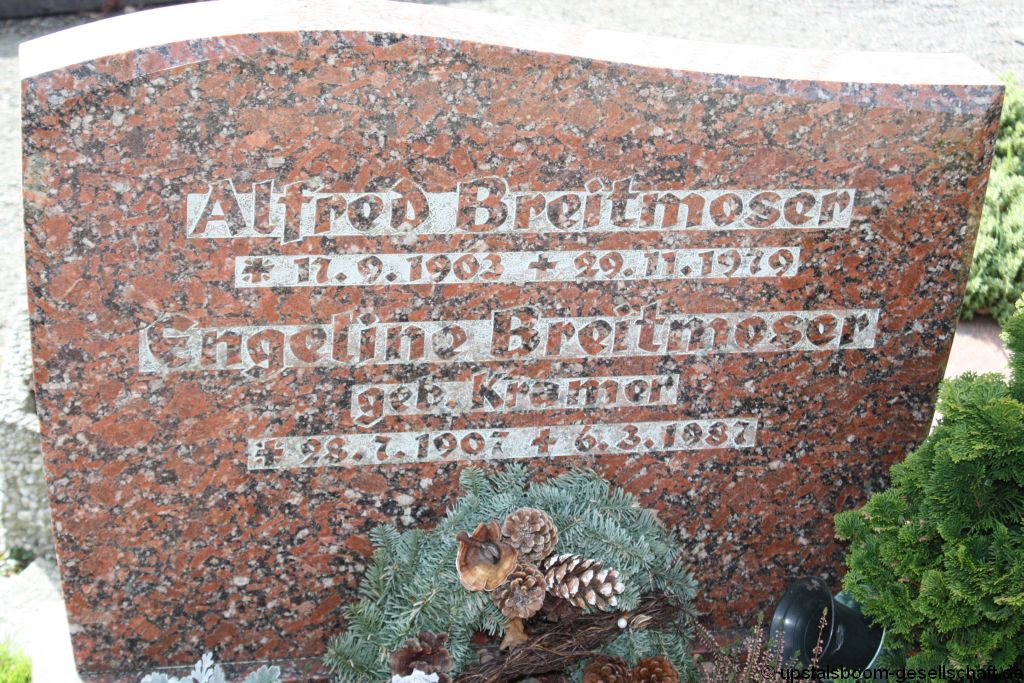 Alfred Breitmoser
* 17. 9. 1903 + 29. 11. 1979
Engeline Breitmoser
geb. Kramer
* 28. 7. 1907 + 6. 3. 1987
©upstalsboom-gesellschaft.de